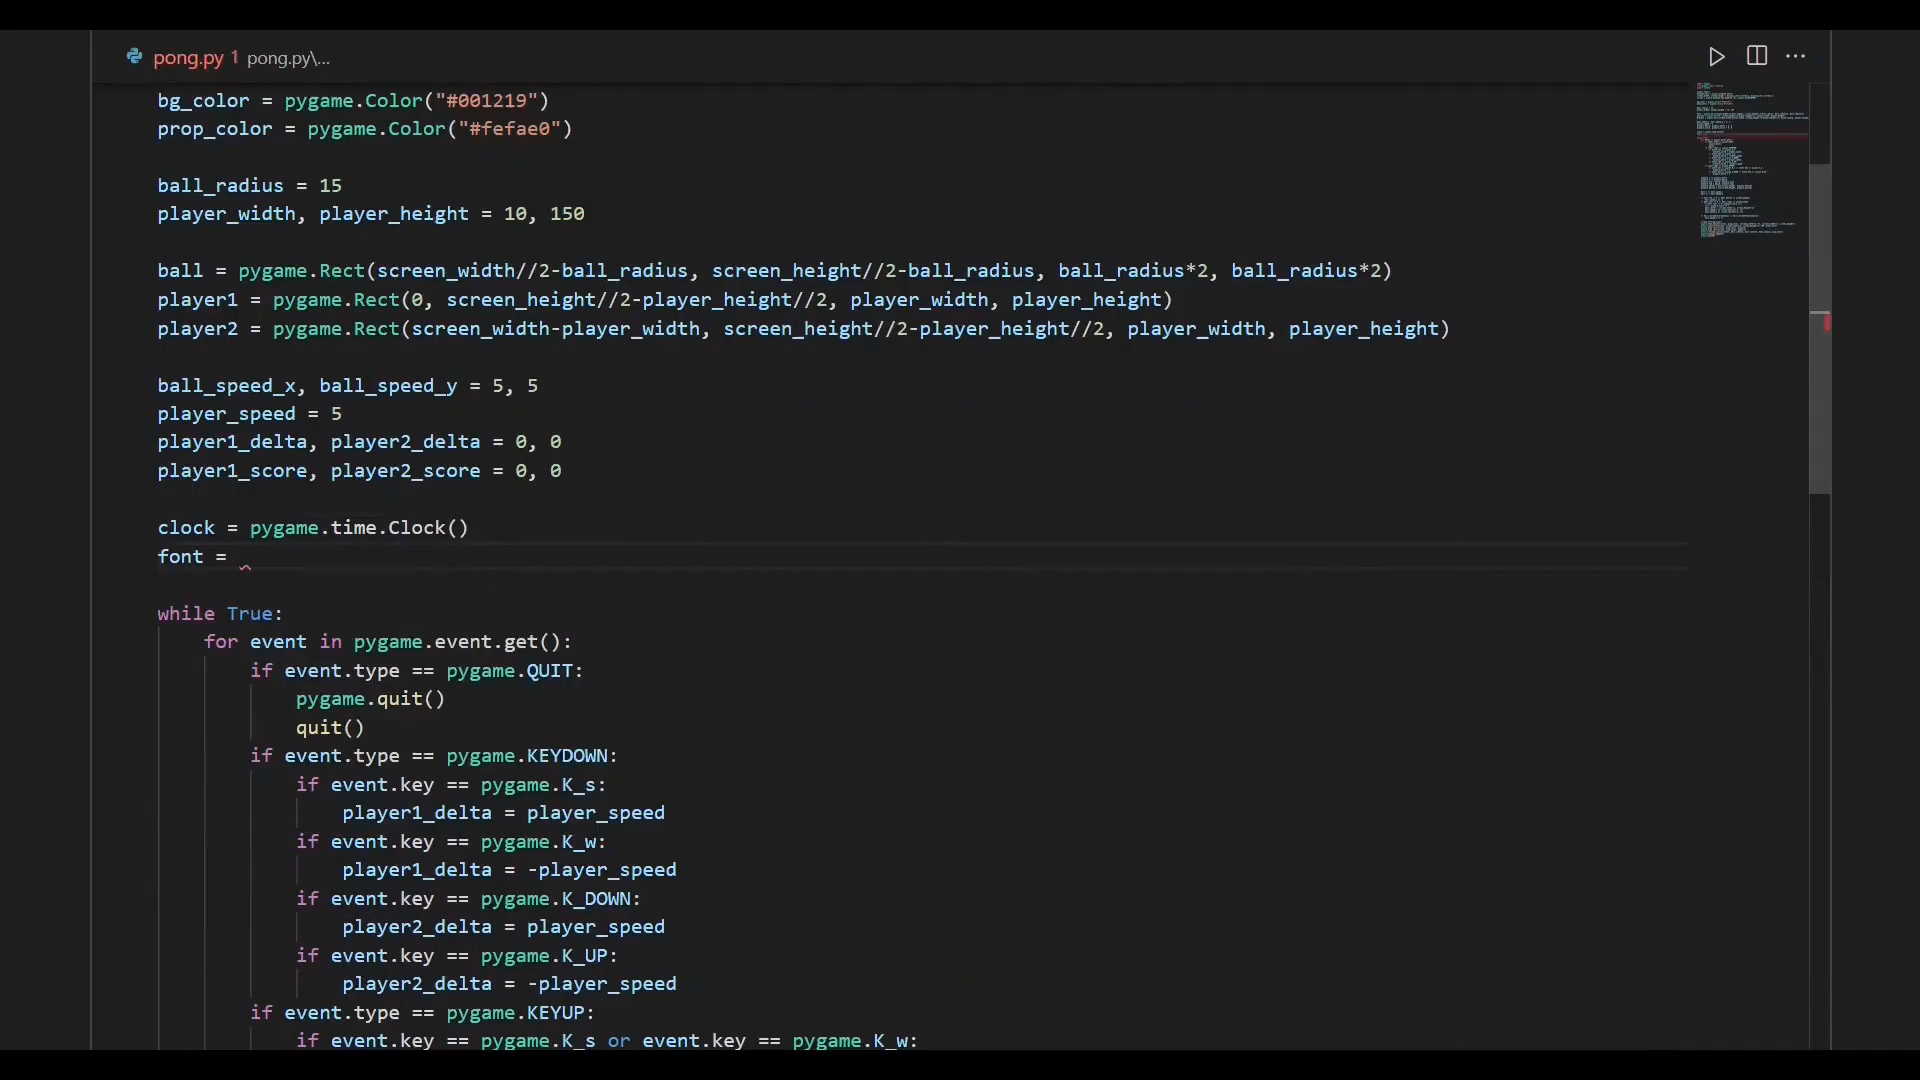 pong.py 1 pong.py\...
bg_color = pygame.Color("#001219")
prop_color = pygame.Color("#fefae0")
ball_radius = 15
player_width, player_height = 10, 150
ball = pygame.Rect(screen_width//2-ball_radius, screen_height//2-ball_radius, ball_radius*2, ball_radius*2)
player1 = pygame.Rect(0, screen_height//2-player_height//2, player_width, player_height)
player2 = pygame.Rect(screen_width-player_width, screen_height//2-player_height//2, player_width, player_height)
ball_speed_x, ball_speed_y = 5, 5
player_speed = 5
player1_delta, player2_delta = 0, 0
player1_score, player2_score = 0, 0
clock = pygame.time.Clock()
font =
while True:
    for event in pygame.event.get():
        if event.type == pygame.QUIT:
            pygame.quit()
            quit()
        if event.type == pygame.KEYDOWN:
            if event.key == pygame.K_s:
                player1_delta = player_speed
            if event.key == pygame.K_w:
                player1_delta = -player_speed
            if event.key == pygame.K_DOWN:
                player2_delta = player_speed
            if event.key == pygame.K_UP:
                player2_delta = -player_speed
        if event.type == pygame.KEYUP:
            if event.key == pygame.K_s or event.key == pygame.K_w: